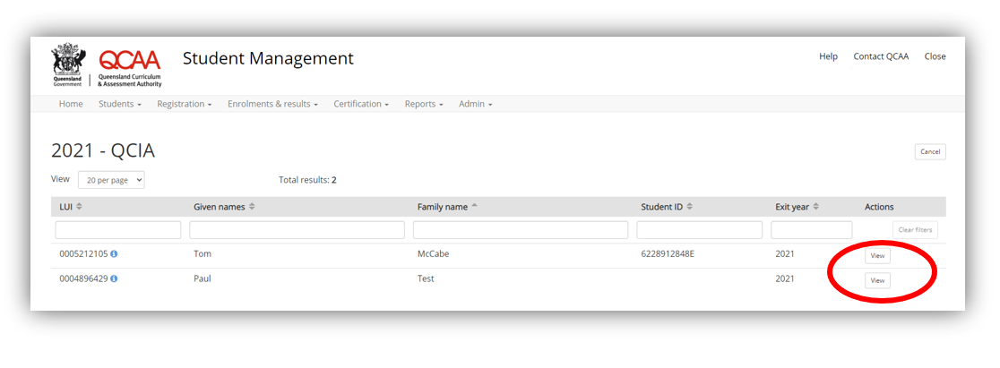 QCAA
Queensland Government
Queensland Curriculum
& Assessment Authority
Student Management
Help Contact QCAA Close
Home Students Registration Enrolments & results Certification Reports Admin
2021 - QCIA
Cancel
View 20 per page Total results: 2
LUI Given names Family name Student ID Exit year Actions
Clear filters
0005212105 Tom McCabe 6228912848E 2021 View
0004896429 Paul Test 2021 View